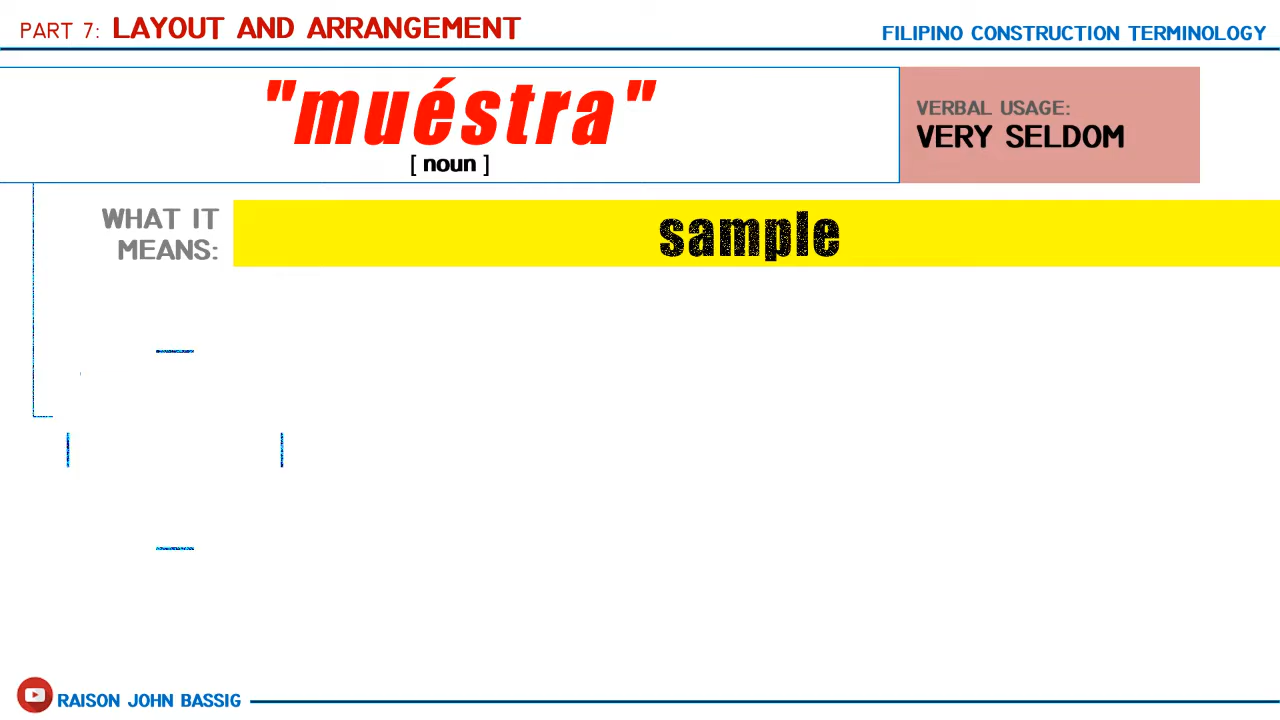 PART 7: LAYOUT AND ARRANGEMENT
FILIPINO CONSTRUCTION TERMINOLOGY
"muéstra"
[ noun ]
VERBAL USAGE:
VERY SELDOM
WHAT IT
MEANS:
sample
RAISON JOHN BASSIG